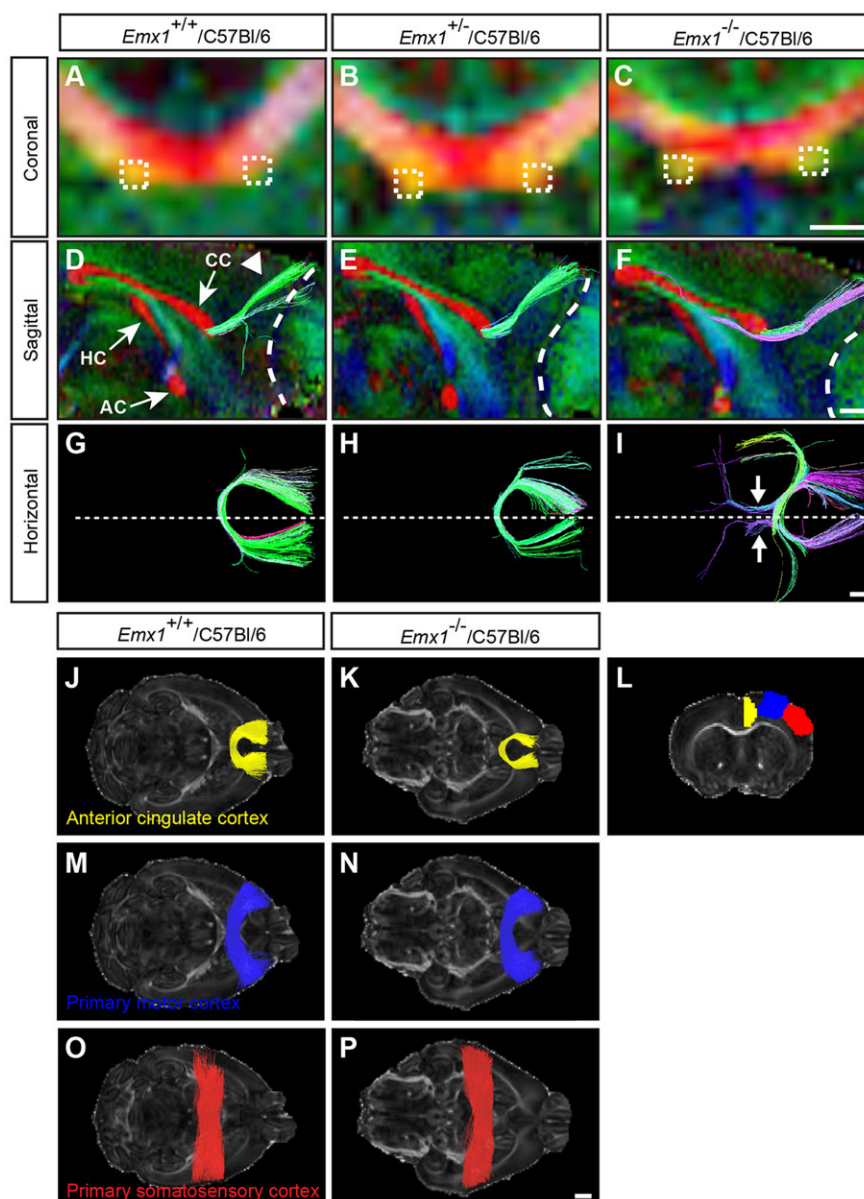 Emx1+/+/C57Bl/6
Emx1+/-/C57Bl/6
Emx1-/-/C57Bl/6
Coronal
A
B
C
Sagittal
D
CC
HC
AC
E
F
Horizontal
G
H
I
Emx1+/+/C57Bl/6
Emx1-/-/C57Bl/6
J
Anterior cingulate cortex
K
L
M
Primary motor cortex
N
O
Primary somatosensory cortex
P